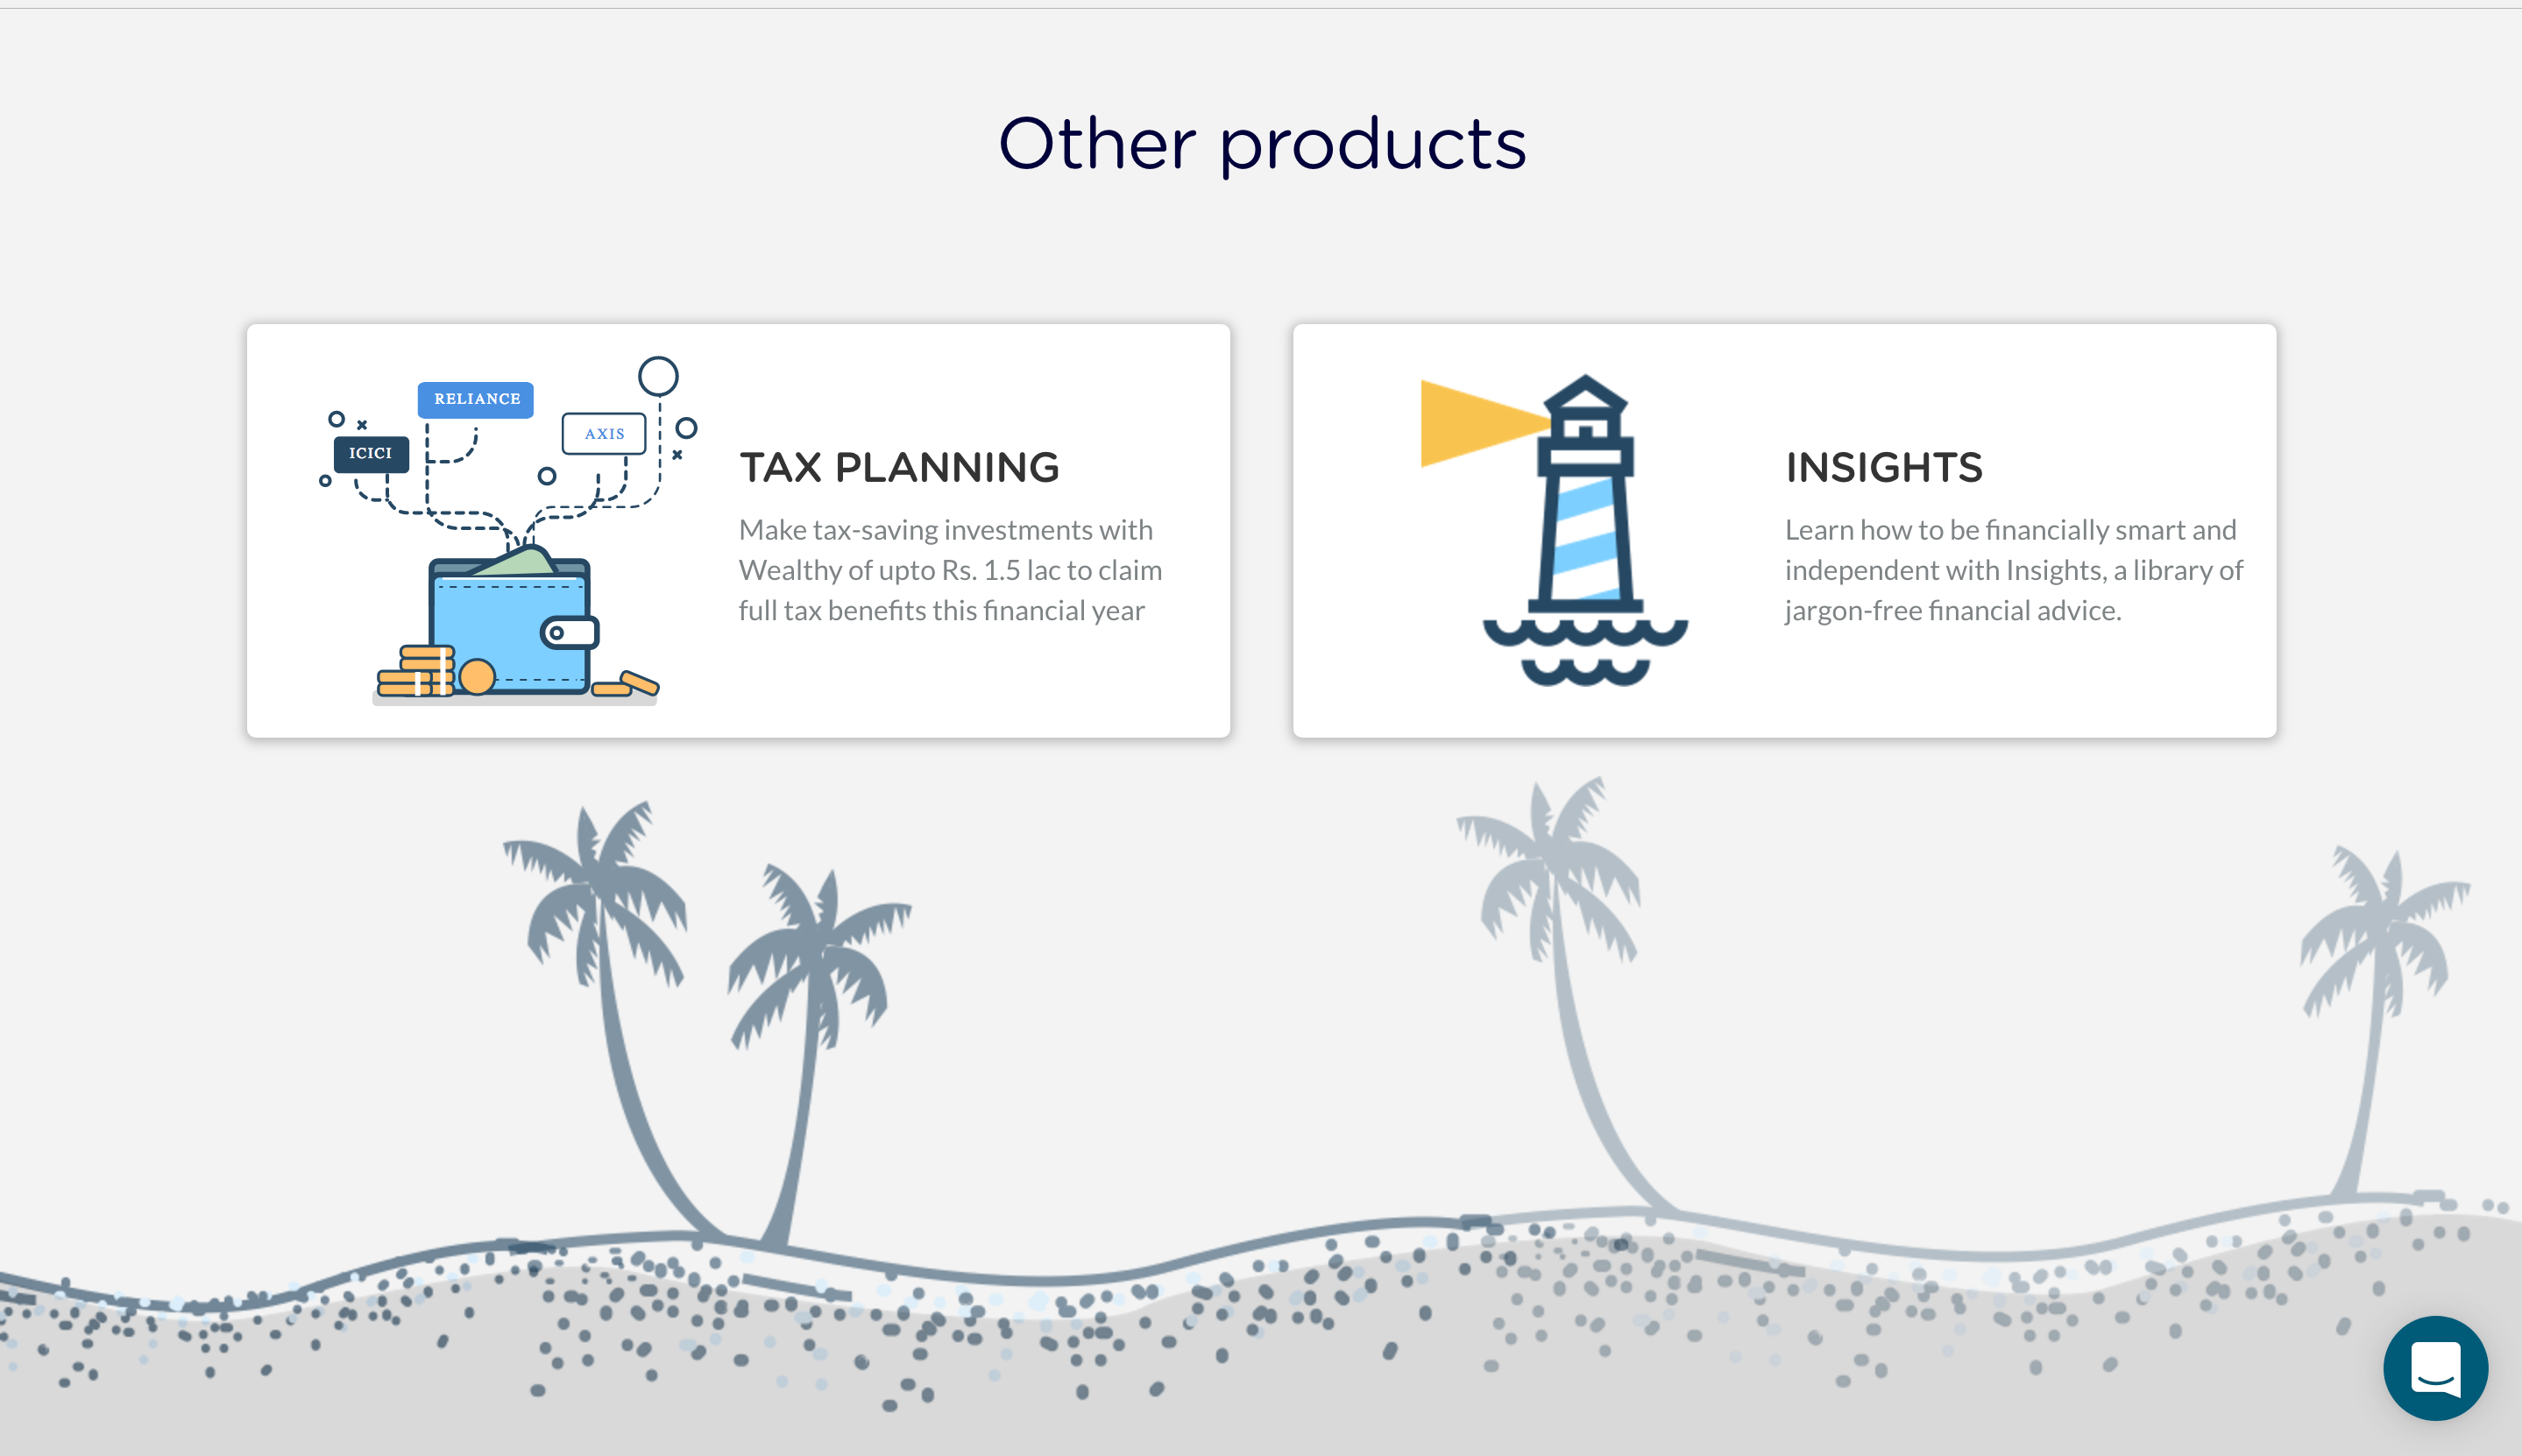 Other products
RELIANCE
AXIS
ICICI
TAX PLANNING
Make tax-saving investments with
Wealthy of upto Rs. 1.5 lac to claim
full tax benefits this financial year
INSIGHTS
Learn how to be financially smart and
independent with Insights, a library of
jargon-free financial advice.